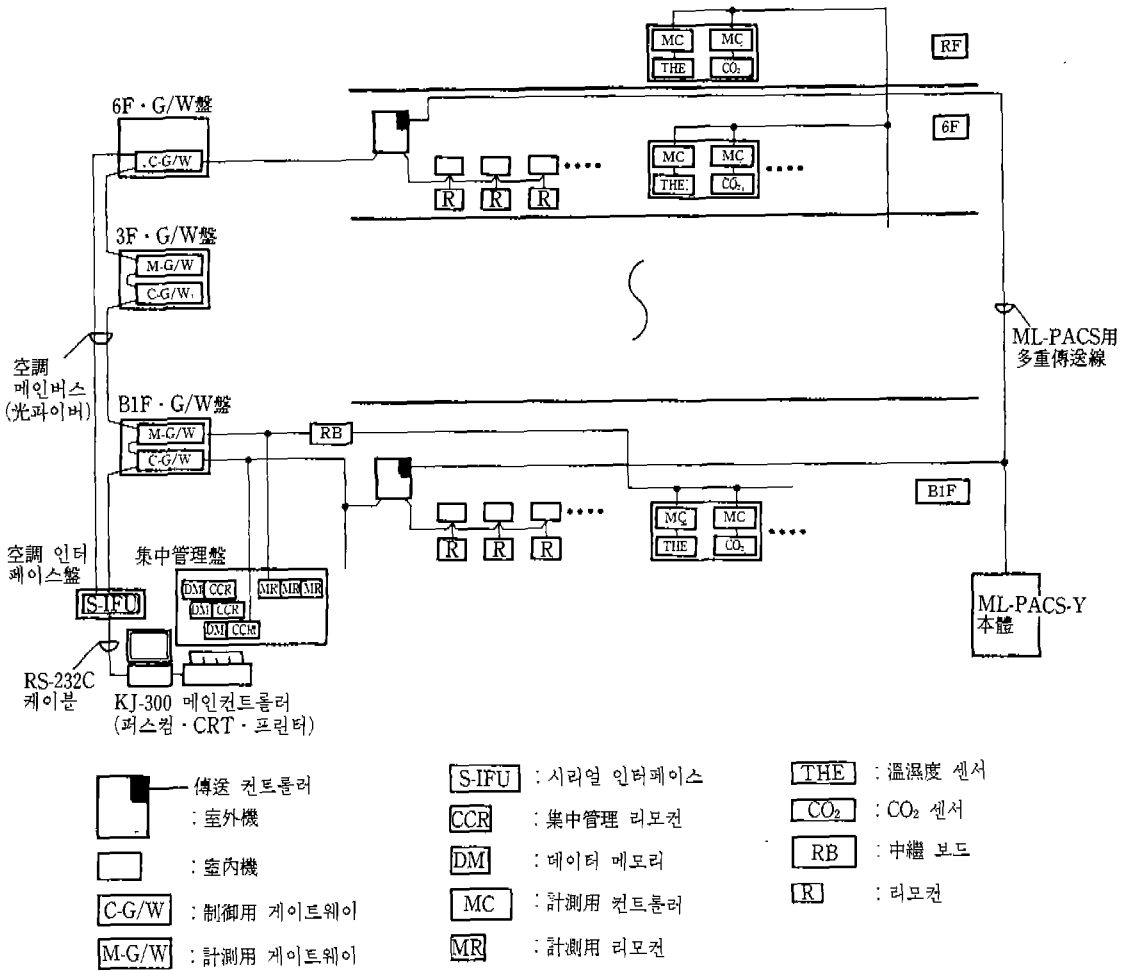 MC MC
THE CO₂
RF
6F · G/W盤
C-G/W
6F
MC MC
THE CO₂
R R R
3F · G/W盤
M-G/W
C-G/W
空調
메인버스
(光파이버)
ML-PACS用
多重傳送線
B1F · G/W盤
M-G/W
C-G/W
RB
B1F
MC MC
THE CO₂
R R R
空調 인터
페이스盤
集中管理盤
DM CCR MR MR MR
DM CCR
DM CCR
S-IFU
ML-PACS-Y
本體
RS-232C
케이블
KJ-300 메인컨트롤러
(퍼스컴 · CRT · 프린터)
傳送 컨트롤러
: 室外機
: 室內機
C-G/W : 制御用 게이트웨이
M-G/W : 計測用 게이트웨이
S-IFU : 시리얼 인터페이스
CCR : 集中管理 리모컨
DM : 데이터 메모리
MC : 計測用 컨트롤러
MR : 計測用 리모컨
THE : 溫濕度 센서
CO₂ : CO₂ 센서
RB : 中繼 보드
R : 리모컨